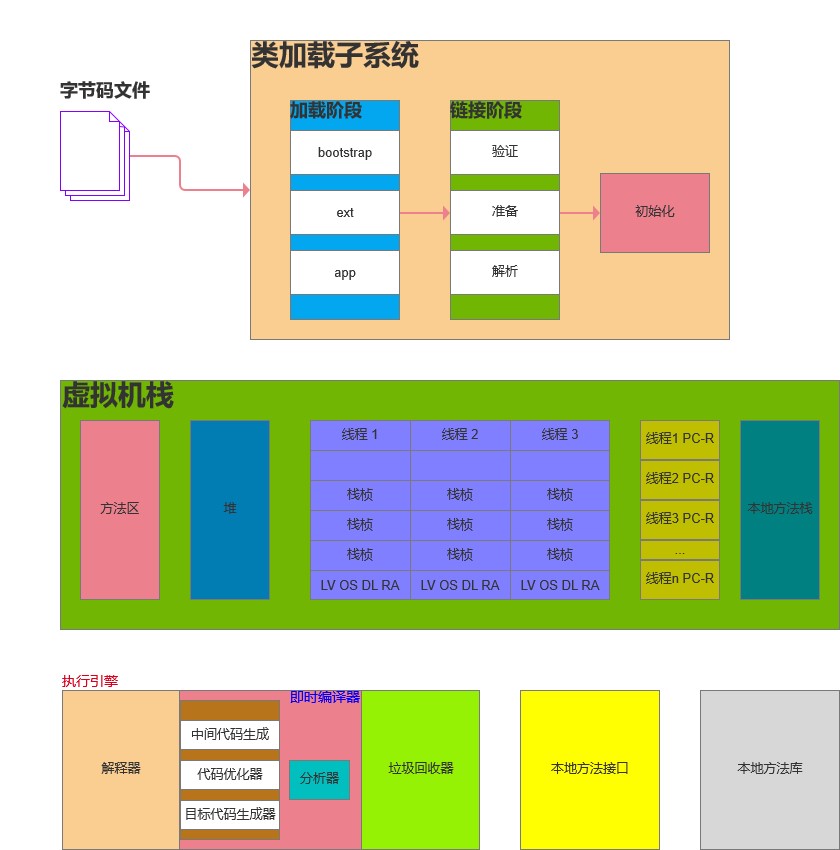 类加载子系统
字节码文件
加载阶段
链接阶段
bootstrap
验证
ext
准备
初始化
app
解析
虚拟机栈
线程 1
线程 2
线程 3
线程1 PC-R
线程2 PC-R
方法区
堆
栈桢
栈桢
栈桢
线程3 PC-R
本地方法栈
栈桢
栈桢
栈桢
...
栈桢
栈桢
栈桢
线程n PC-R
LV OS DL RA
LV OS DL RA
LV OS DL RA
执行引擎
即时编译器
中间代码生成
解释器
代码优化器
分析器
垃圾回收器
本地方法接口
本地方法库
目标代码生成器